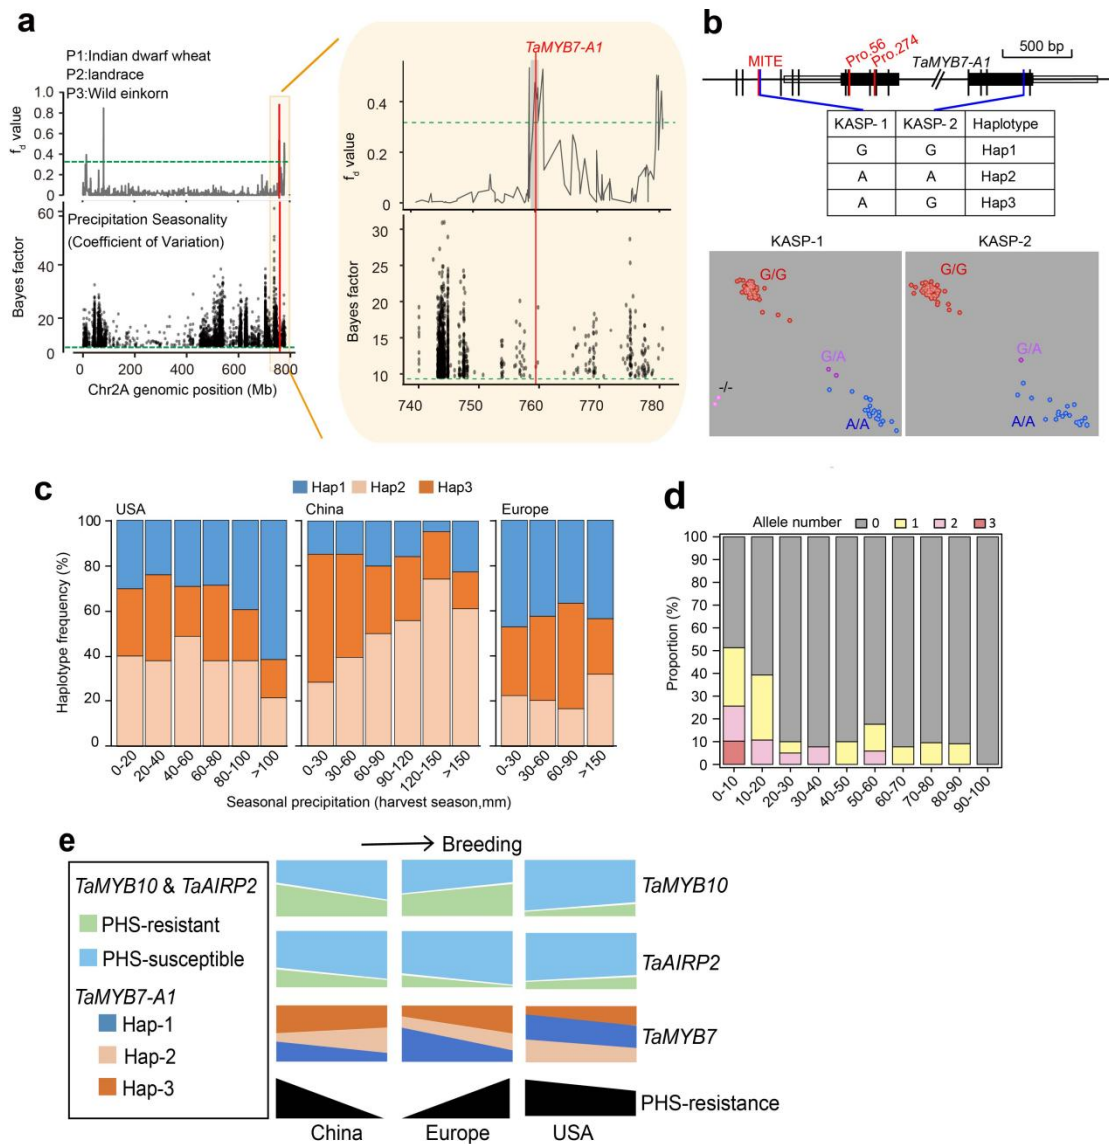 a
P1:Indian dwarf wheat
P2:landrace
P3:Wild einkorn
1.0
0.8
0.6
0.4
0.2
0
fd value
Precipitation Seasonality
(Coefficient of Variation)
60
40
20
0
Bayes factor
0 200 400 600 800
Chr2A genomic position (Mb)
TaMYB7-A1
0.4
0.2
0
fd value
30
25
20
15
10
Bayes factor
740 750 760 770 780
b
500 bp
MITE
Pro.56
Pro.274
TaMYB7-A1
KASP-1 KASP-2 Haplotype
G G Hap1
A A Hap2
A G Hap3
KASP-1 KASP-2
G/G G/G
G/A G/A
-/-
A/A A/A
c
Hap1 Hap2 Hap3
USA China Europe
100
80
60
40
20
0
Haplotype frequency (%)
0-20 20-40 40-60 60-80 80-100 >100
0-30 30-60 60-90 90-120 120-150 >150
0-30 30-60 60-90 >150
Seasonal precipitation (harvest season,mm)
d
Allele number 0 1 2 3
100
90
80
70
60
50
40
30
20
10
0
Proportion (%)
0-10 10-20 20-30 30-40 40-50 50-60 60-70 70-80 80-90 90-100
e
Breeding
TaMYB10 & TaAIRP2
PHS-resistant
PHS-susceptible
TaMYB7-A1
Hap-1
Hap-2
Hap-3
TaMYB10
TaAIRP2
TaMYB7
PHS-resistance
China Europe USA